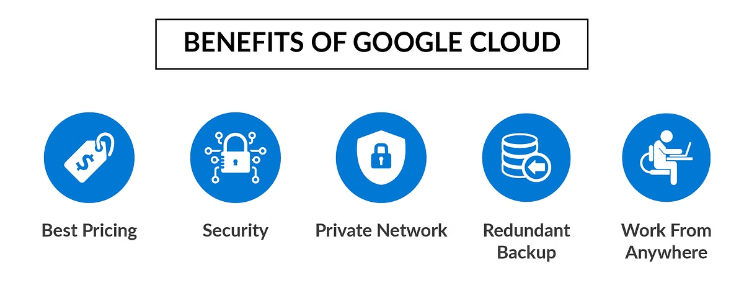 BENEFITS OF GOOGLE CLOUD
$
Best Pricing
Security
Private Network
Redundant
Backup
Work From
Anywhere